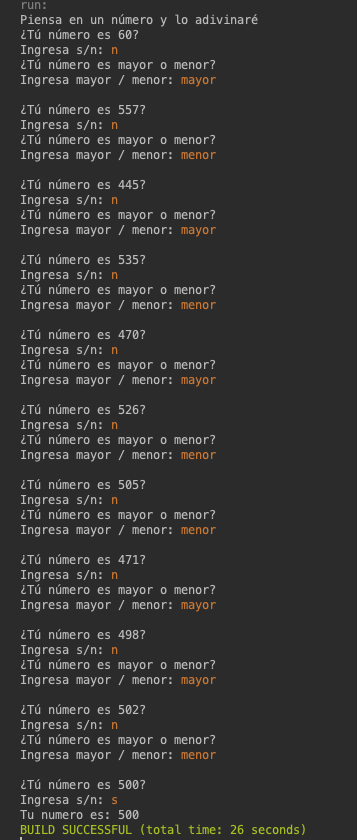 run:
Piensa en un número y lo adivinaré
¿Tú número es 60?
Ingresa s/n: n
¿Tú número es mayor o menor?
Ingresa mayor / menor: mayor
¿Tú número es 557?
Ingresa s/n: n
¿Tú número es mayor o menor?
Ingresa mayor / menor: menor
¿Tú número es 445?
Ingresa s/n: n
¿Tú número es mayor o menor?
Ingresa mayor / menor: mayor
¿Tú número es 535?
Ingresa s/n: n
¿Tú número es mayor o menor?
Ingresa mayor / menor: menor
¿Tú número es 470?
Ingresa s/n: n
¿Tú número es mayor o menor?
Ingresa mayor / menor: mayor
¿Tú número es 526?
Ingresa s/n: n
¿Tú número es mayor o menor?
Ingresa mayor / menor: menor
¿Tú número es 505?
Ingresa s/n: n
¿Tú número es mayor o menor?
Ingresa mayor / menor: menor
¿Tú número es 471?
Ingresa s/n: n
¿Tú número es mayor o menor?
Ingresa mayor / menor: mayor
¿Tú número es 498?
Ingresa s/n: n
¿Tú número es mayor o menor?
Ingresa mayor / menor: mayor
¿Tú número es 502?
Ingresa s/n: n
¿Tú número es mayor o menor?
Ingresa mayor / menor: menor
¿Tú número es 500?
Ingresa s/n: s
Tu numero es: 500
BUILD SUCCESSFUL (total time: 26 seconds)